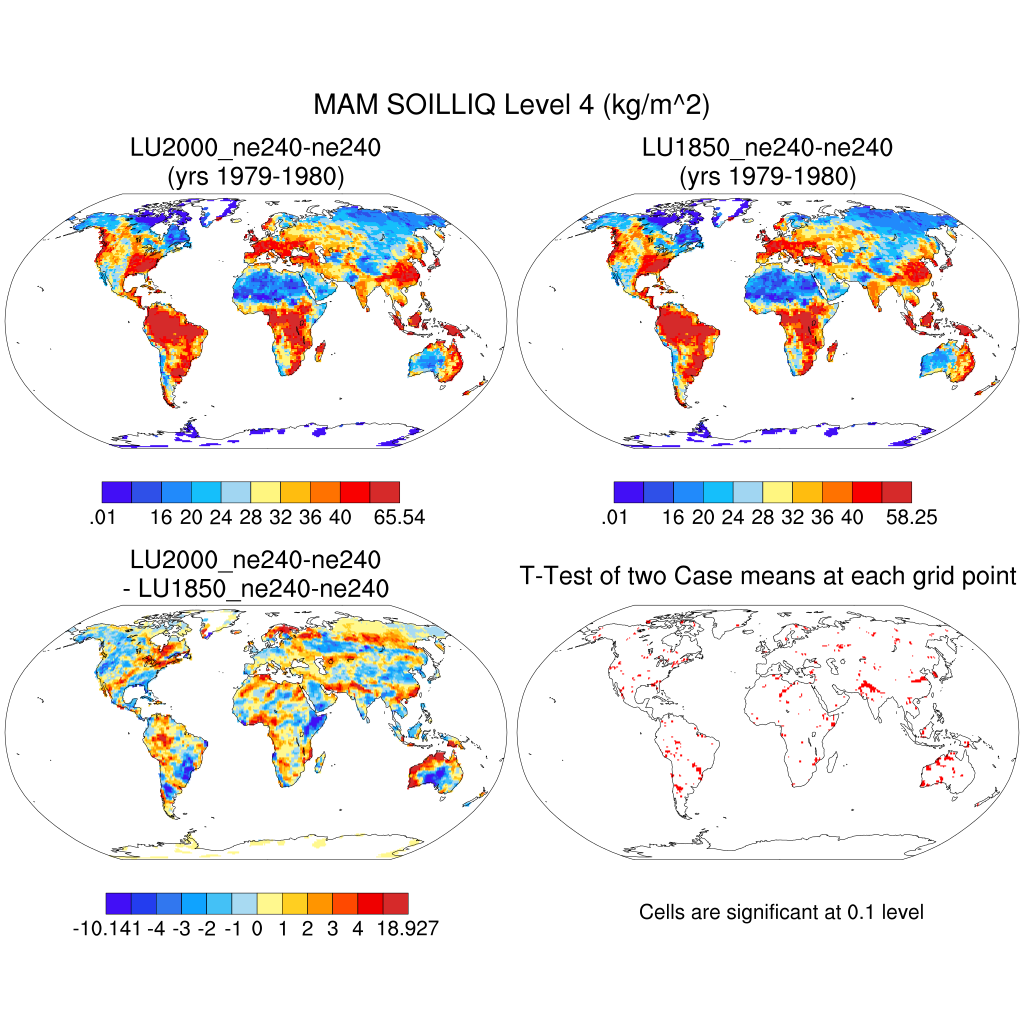 MAM SOILLIQ Level 4 (kg/m^2)
LU2000_ne240-ne240
(yrs 1979-1980)
LU1850_ne240-ne240
(yrs 1979-1980)
.01 16 20 24 28 32 36 40 65.54
.01 16 20 24 28 32 36 40 58.25
LU2000_ne240-ne240
- LU1850_ne240-ne240
T-Test of two Case means at each grid point
-10.141 -4 -3 -2 -1 0 1 2 3 4 18.927
Cells are significant at 0.1 level